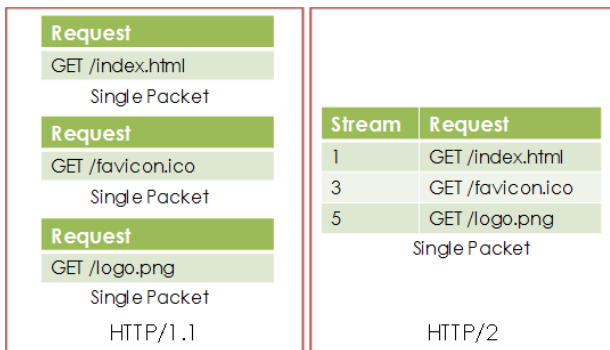 Request
GET /index.html
Single Packet
Request
GET /favicon.ico
Single Packet
Request
GET /logo.png
Single Packet
HTTP/1.1
Stream Request
1 GET /index.html
3 GET /favicon.ico
5 GET /logo.png
Single Packet
HTTP/2